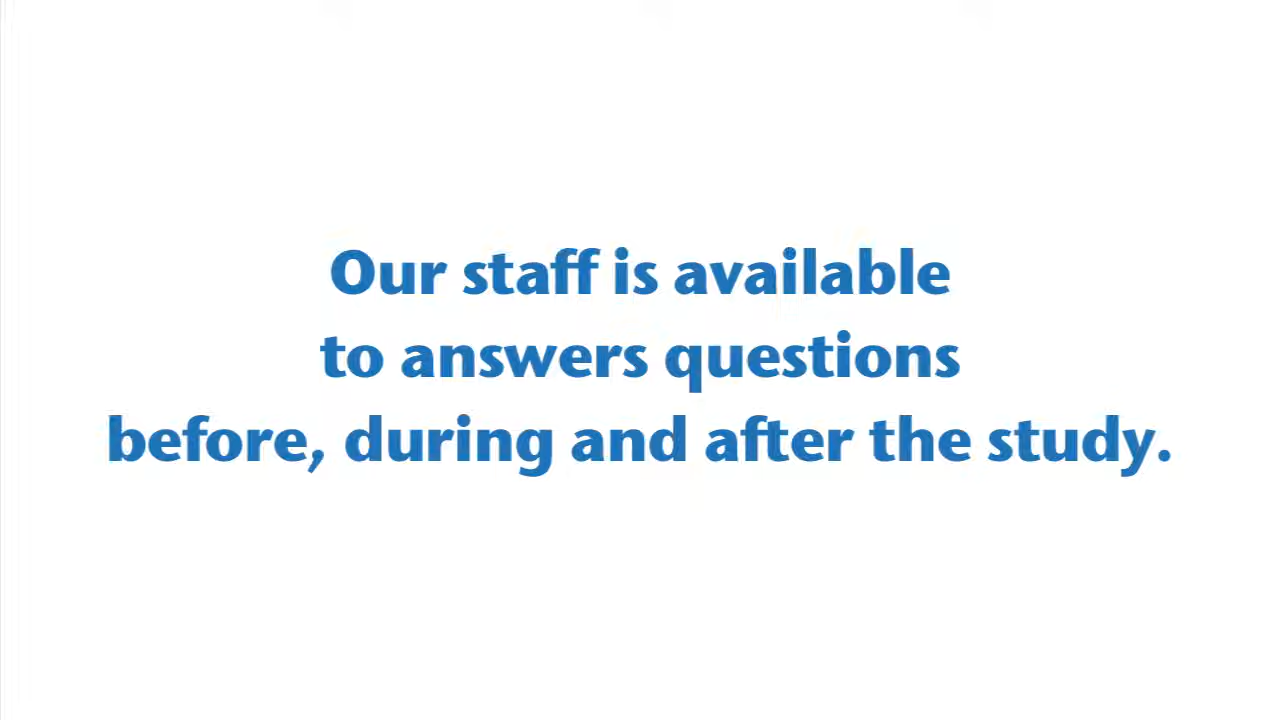 Our staff is available
to answers questions
before, during and after the study.